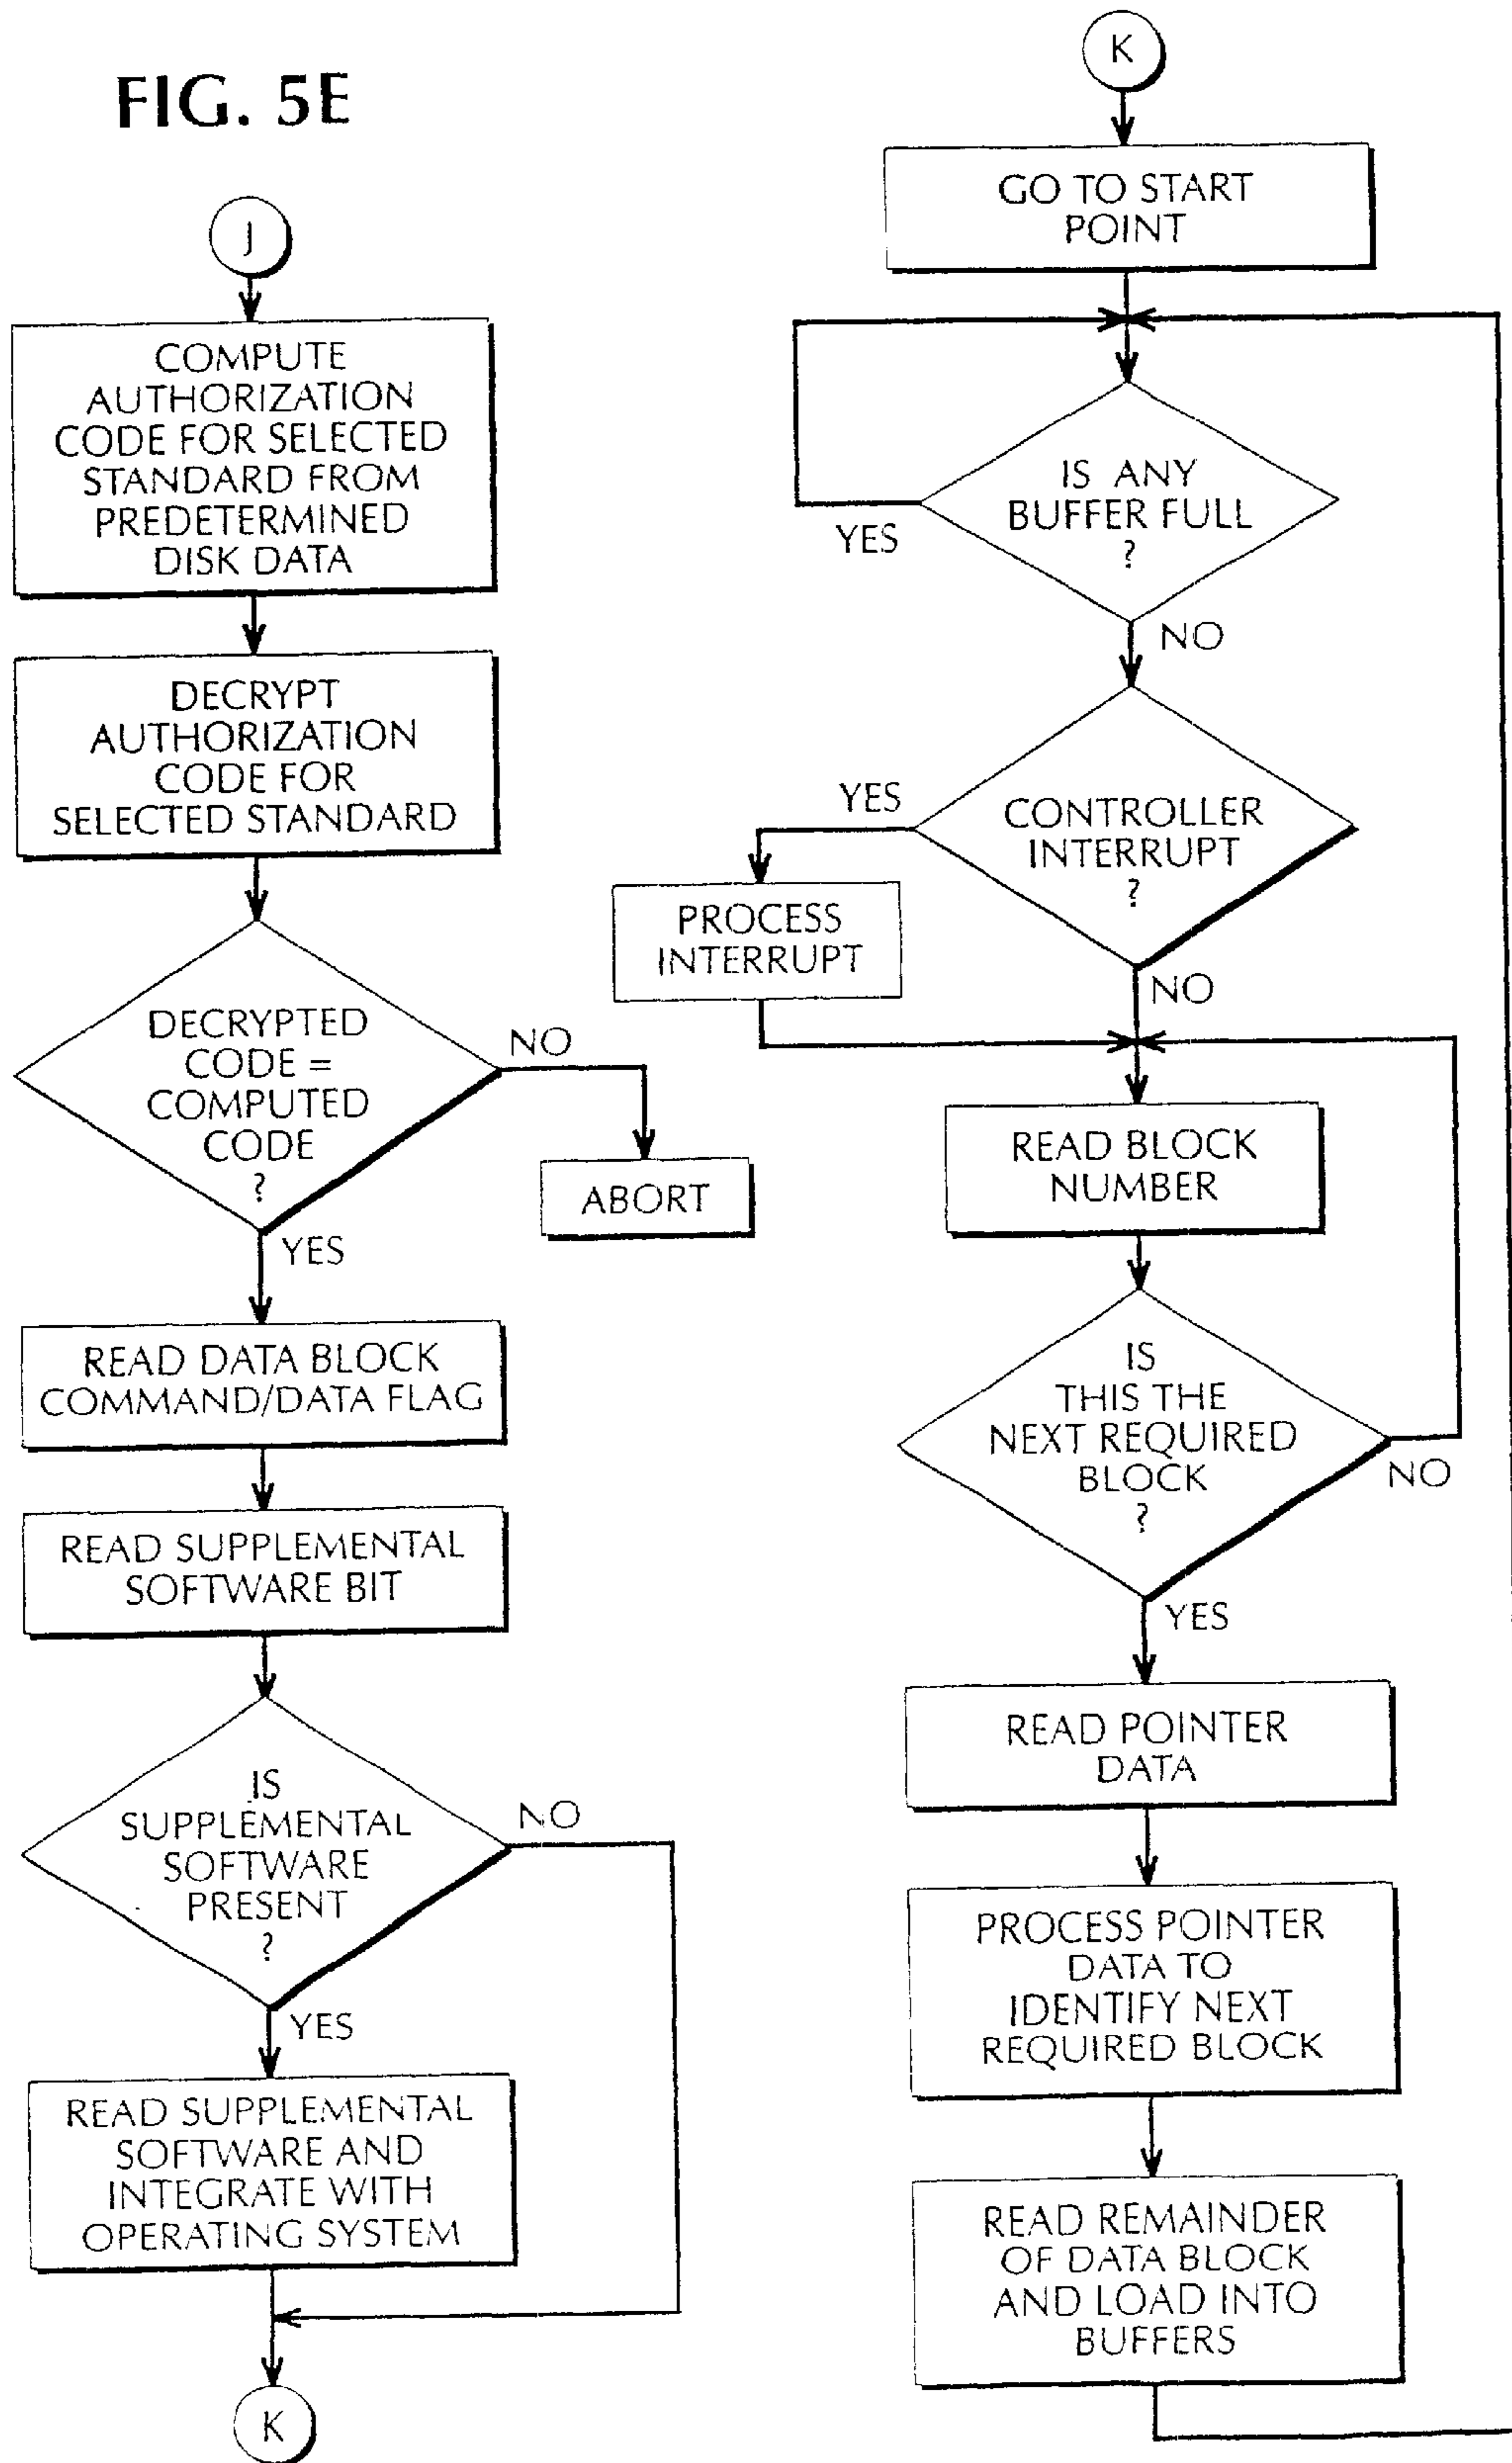 FIG. 5E
J
COMPUTE
AUTHORIZATION
CODE FOR SELECTED
STANDARD FROM
PREDETERMINED
DISK DATA
DECRYPT
AUTHORIZATION
CODE FOR
SELECTED STANDARD
DECRYPTED
CODE =
COMPUTED
CODE
?
NO
ABORT
YES
READ DATA BLOCK
COMMAND/DATA FLAG
READ SUPPLEMENTAL
SOFTWARE BIT
IS
SUPPLEMENTAL
SOFTWARE
PRESENT
?
NO
YES
READ SUPPLEMENTAL
SOFTWARE AND
INTEGRATE WITH
OPERATING SYSTEM
K
K
GO TO START
POINT
IS ANY
BUFFER FULL
?
YES
NO
CONTROLLER
INTERRUPT
?
YES
PROCESS
INTERRUPT
NO
READ BLOCK
NUMBER
IS
THIS THE
NEXT REQUIRED
BLOCK
?
NO
YES
READ POINTER
DATA
PROCESS POINTER
DATA TO
IDENTIFY NEXT
REQUIRED BLOCK
READ REMAINDER
OF DATA BLOCK
AND LOAD INTO
BUFFERS